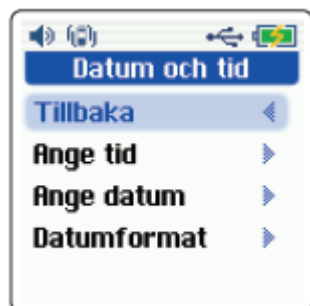 Datum och tid
Tillbaka
Ange tid
Ange datum
Datumformat